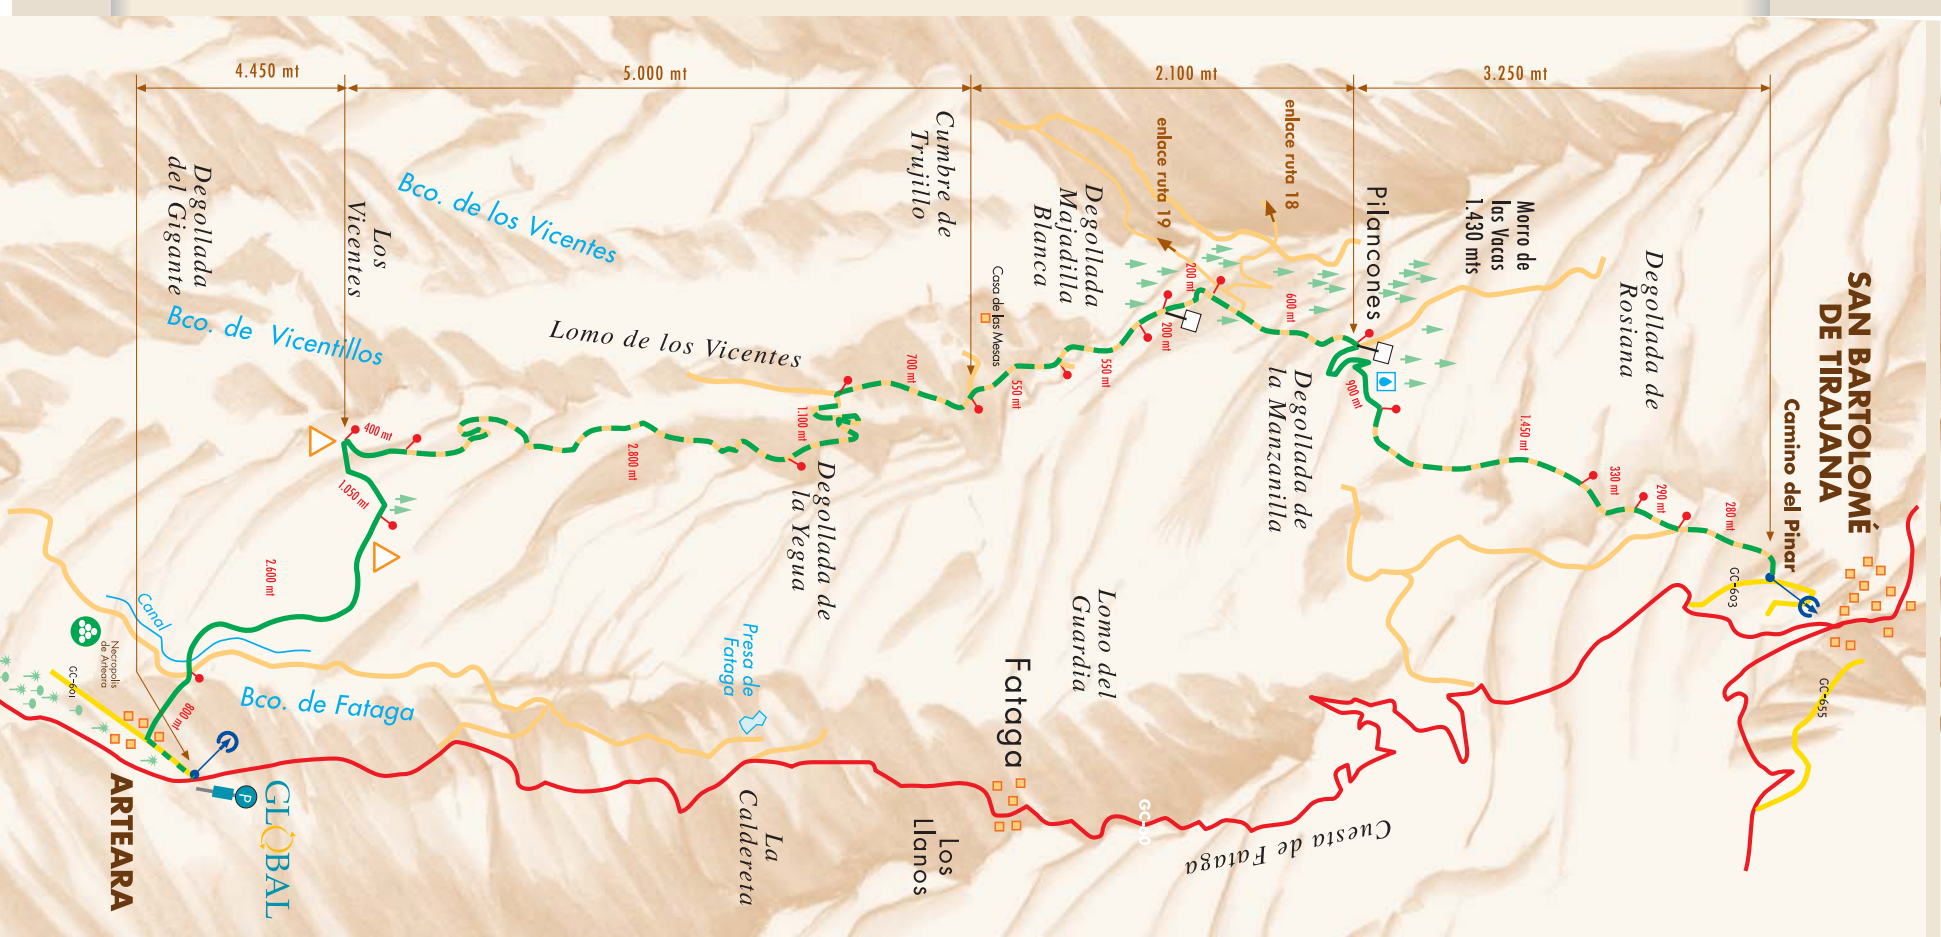 4.450 mt
5.000 mt
2.100 mt
3.250 mt
SAN BARTOLOMÉ
DE TIRAJANA
Camino del Pinar
GC-603
GC-655
280 mt
290 mt
330 mt
1.450 mt
Degollada de
Rosiana
Morro de
las Vacas
1.430 mts
Pilancones
900 mt
600 mt
enlace ruta 18
enlace ruta 19
200 mt
200 mt
Degollada de
la Manzanilla
Degollada
Majadilla
Blanca
550 mt
550 mt
Casa de las Mesas
Cumbre de
Trujillo
700 mt
1.100 mt
Degollada de
la Yegua
Lomo de los Vicentes
2.800 mt
Bco. de los Vicentes
Los
Vicentes
400 mt
Bco. de Vicentillos
Degollada
del Gigante
1.050 mt
2.600 mt
Canal
Necropolis
de Arteara
GC-601
800 mt
Bco. de Fataga
Presa de
Fataga
Lomo del
Guardia
Fataga
GC-60
Cuesta de Fataga
Los
Llanos
La
Caldereta
P
GLOBAL
ARTEARA